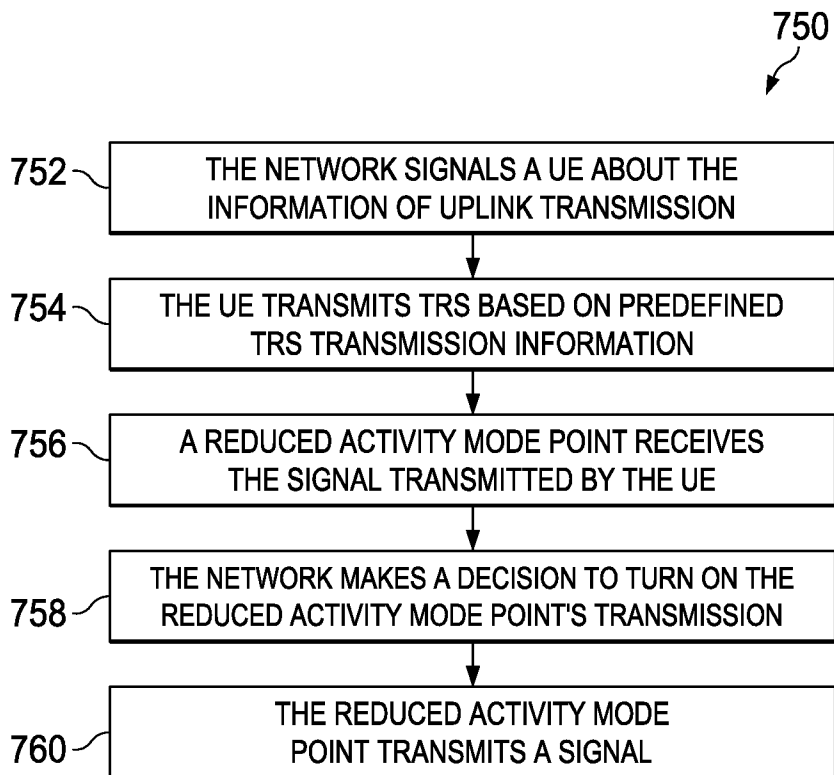 750
752
THE NETWORK SIGNALS A UE ABOUT THE
INFORMATION OF UPLINK TRANSMISSION
754
THE UE TRANSMITS TRS BASED ON PREDEFINED
TRS TRANSMISSION INFORMATION
756
A REDUCED ACTIVITY MODE POINT RECEIVES
THE SIGNAL TRANSMITTED BY THE UE
758
THE NETWORK MAKES A DECISION TO TURN ON THE
REDUCED ACTIVITY MODE POINT'S TRANSMISSION
760
THE REDUCED ACTIVITY MODE
POINT TRANSMITS A SIGNAL